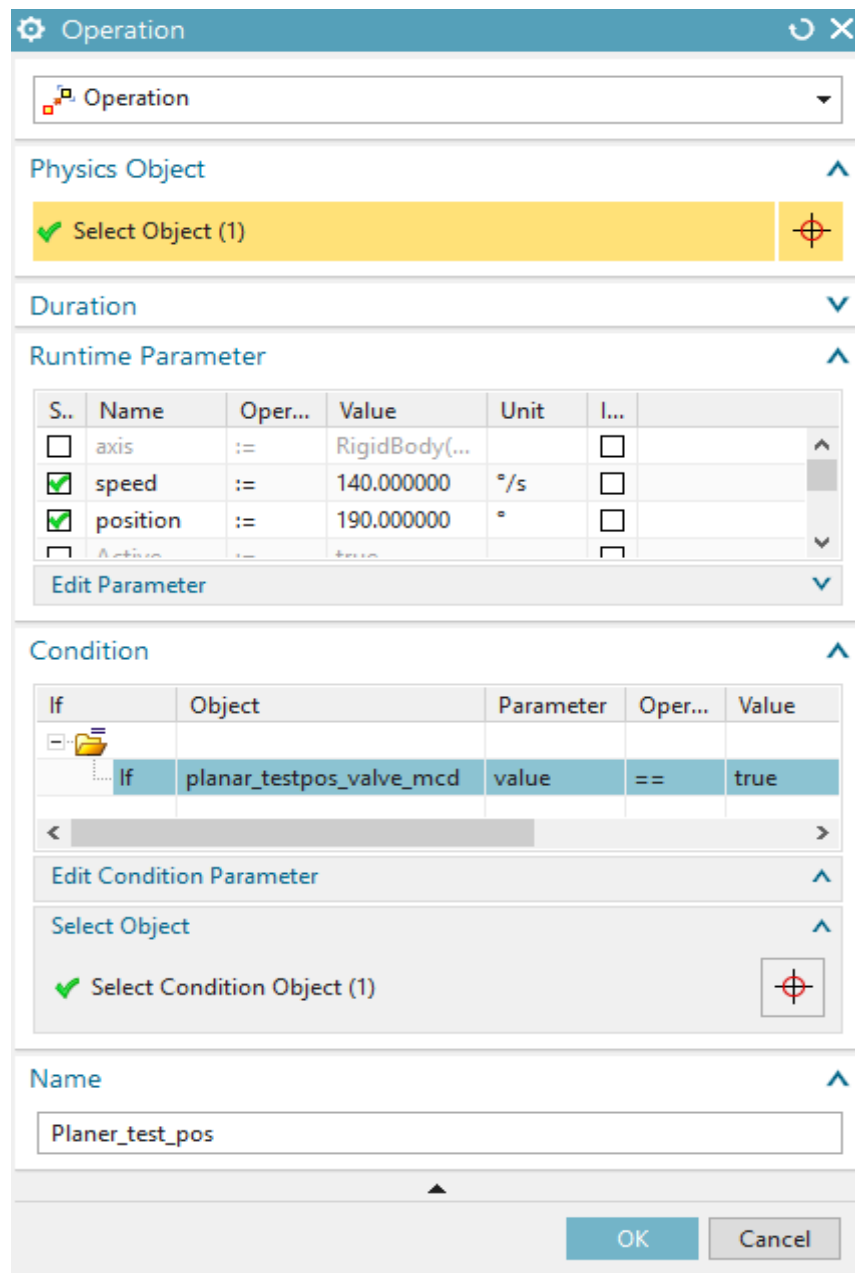 Operation
Operation
Physics Object
Select Object (1)
Duration
Runtime Parameter
S.. Name Oper... Value Unit I...
axis := RigidBody(...
speed := 140.000000 °/s
position := 190.000000 °
Active := true
Edit Parameter
Condition
If Object Parameter Oper... Value
If planar_testpos_valve_mcd value == true
Edit Condition Parameter
Select Object
Select Condition Object (1)
Name
Planer_test_pos
OK Cancel